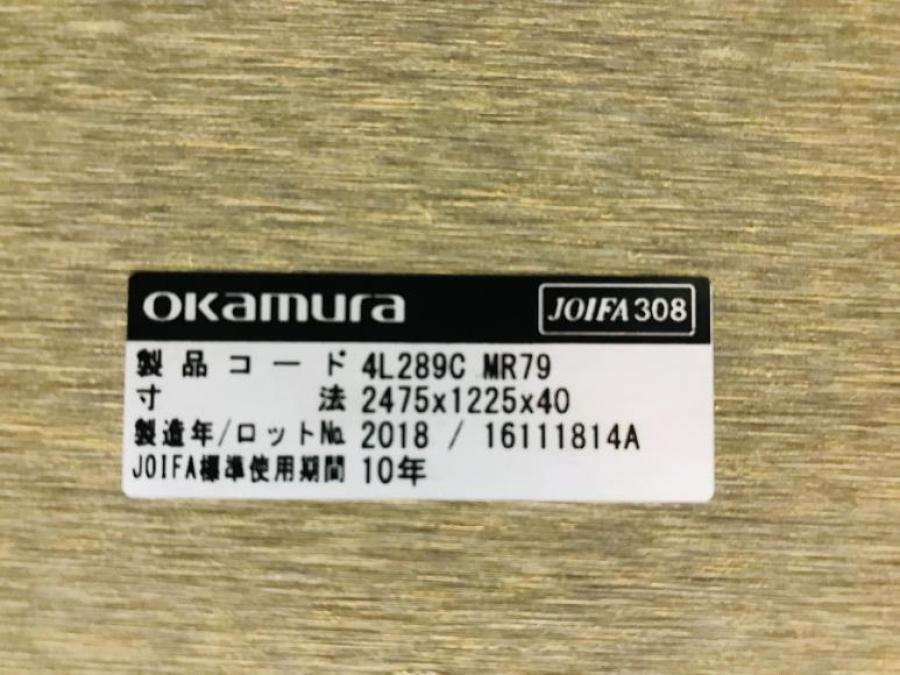 okamura JOIFA308
製品コード 4L289C MR79
寸法 2475x1225x40
製造年/ロット№ 2018 / 16111814A
JOIFA標準使用期間 10年